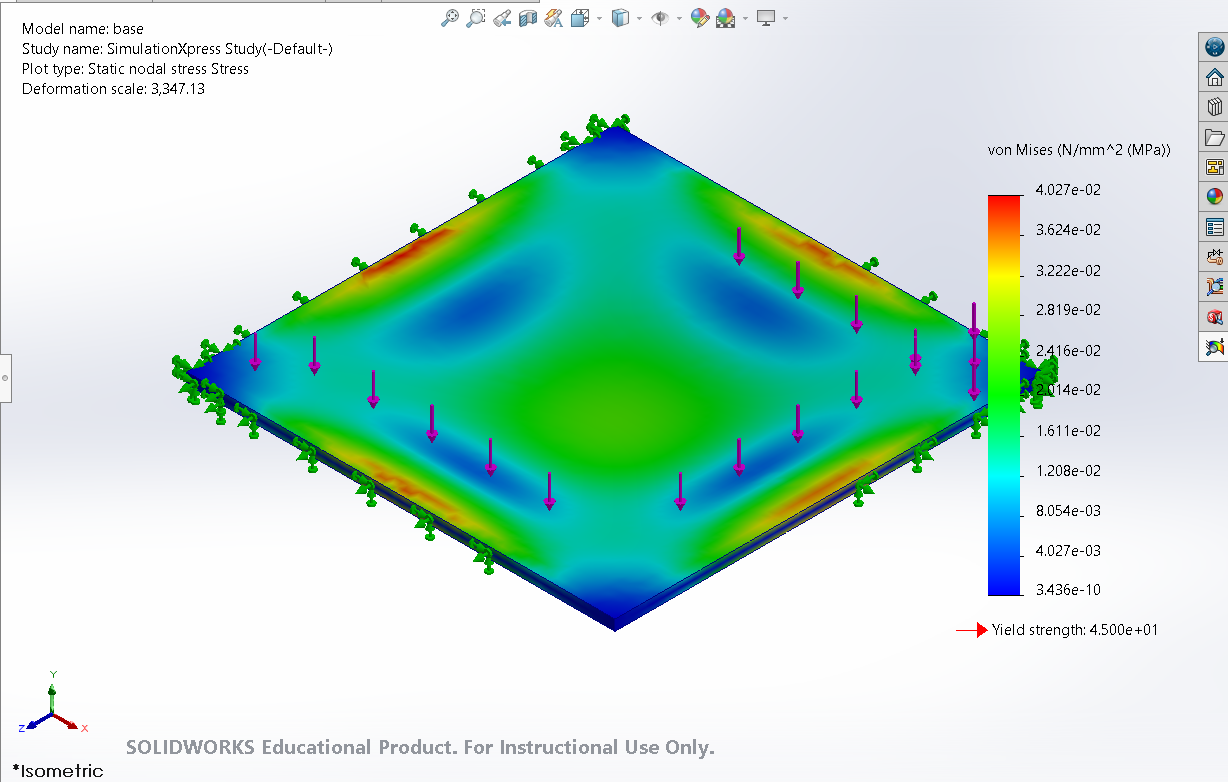 Model name: base
Study name: SimulationXpress Study(-Default-)
Plot type: Static nodal stress Stress
Deformation scale: 3,347.13
von Mises (N/mm^2 (MPa))
4.027e-02
3.624e-02
3.222e-02
2.819e-02
2.416e-02
2.014e-02
1.611e-02
1.208e-02
8.054e-03
4.027e-03
3.436e-10
Yield strength: 4.500e+01
Y
Z
X
SOLIDWORKS Educational Product. For Instructional Use Only.
*Isometric